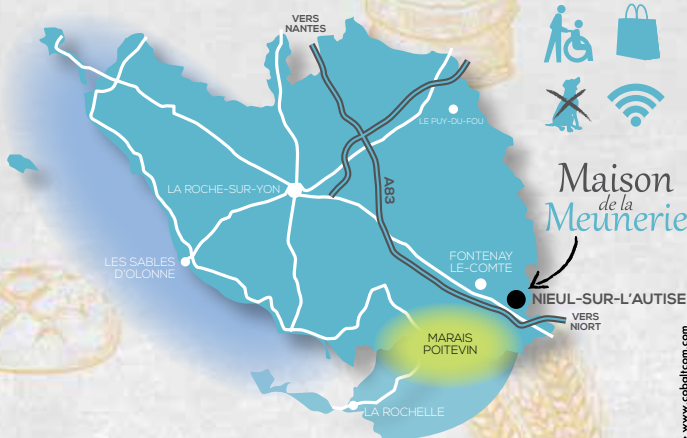 VERS
NANTES
LE PUY-DU-FOU
LA ROCHE-SUR-YON
A83
Maison
de la
Meunerie
LES SABLES
D'OLONNE
FONTENAY
LE-COMTE
NIEUL-SUR-L'AUTISE
VERS
NIORT
MARAIS
POITEVIN
LA ROCHELLE
www.cobaltcom.com